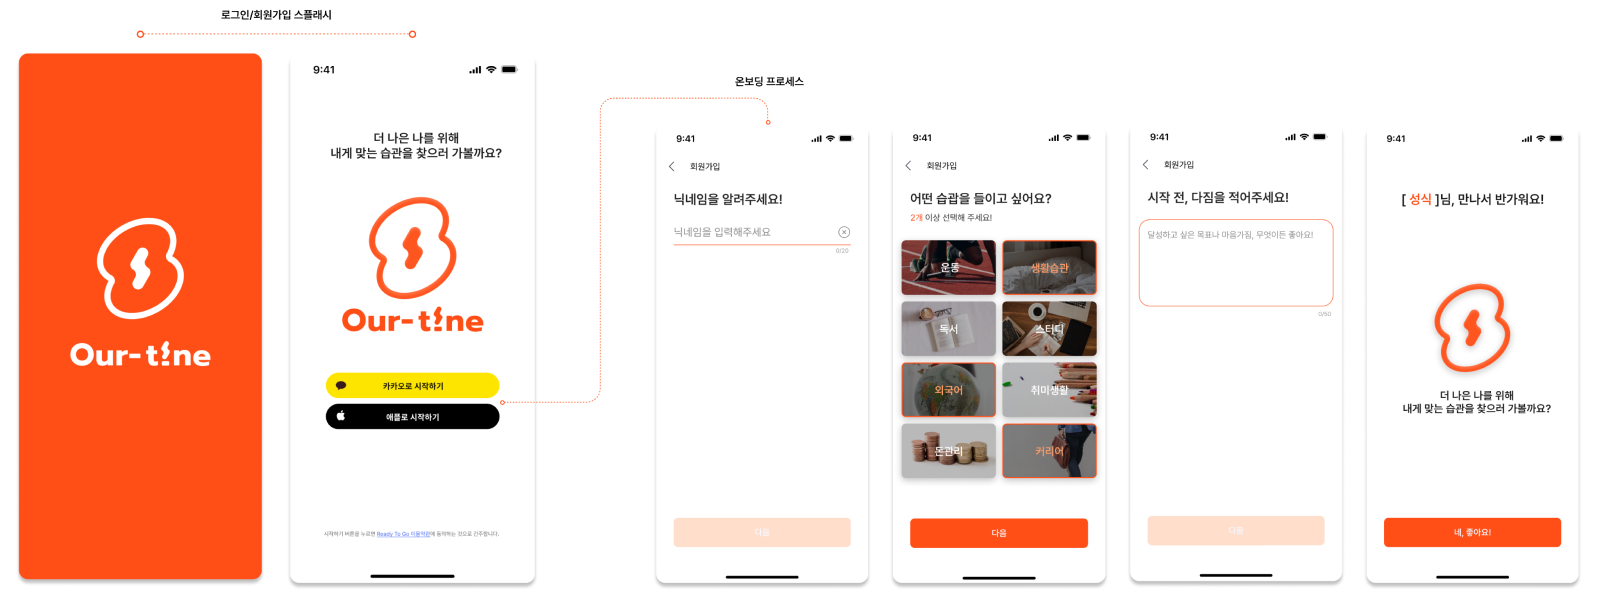 로그인/회원가입 스플래시
Our-t!ne
9:41
더 나은 나를 위해
내게 맞는 습관을 찾으러 가볼까요?
Our-t!ne
카카오로 시작하기
애플로 시작하기
시작하기 버튼을 누르면 Ready To Go 이용약관에 동의하는 것으로 간주합니다.
온보딩 프로세스
9:41
회원가입
닉네임을 알려주세요!
닉네임을 입력해주세요
0/20
다음
9:41
회원가입
어떤 습관을 들이고 싶어요?
2개 이상 선택해 주세요!
운동
생활습관
독서
스터디
외국어
취미생활
돈관리
커리어
다음
9:41
회원가입
시작 전, 다짐을 적어주세요!
달성하고 싶은 목표나 마음가짐, 무엇이든 좋아요!
0/50
다음
9:41
[ 성식 ]님, 만나서 반가워요!
더 나은 나를 위해
내게 맞는 습관을 찾으러 가볼까요?
네, 좋아요!